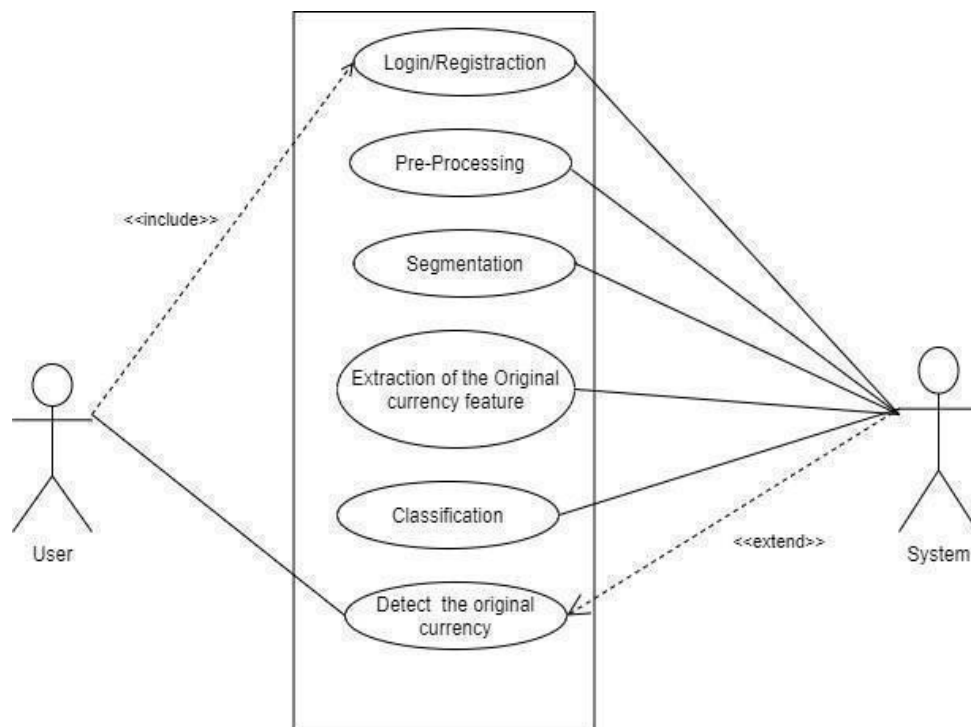 Login/Registraction
Pre-Processing
<<include>>
Segmentation
Extraction of the Original
currency feature
Classification
<<extend>>
User
System
Detect the original
currency